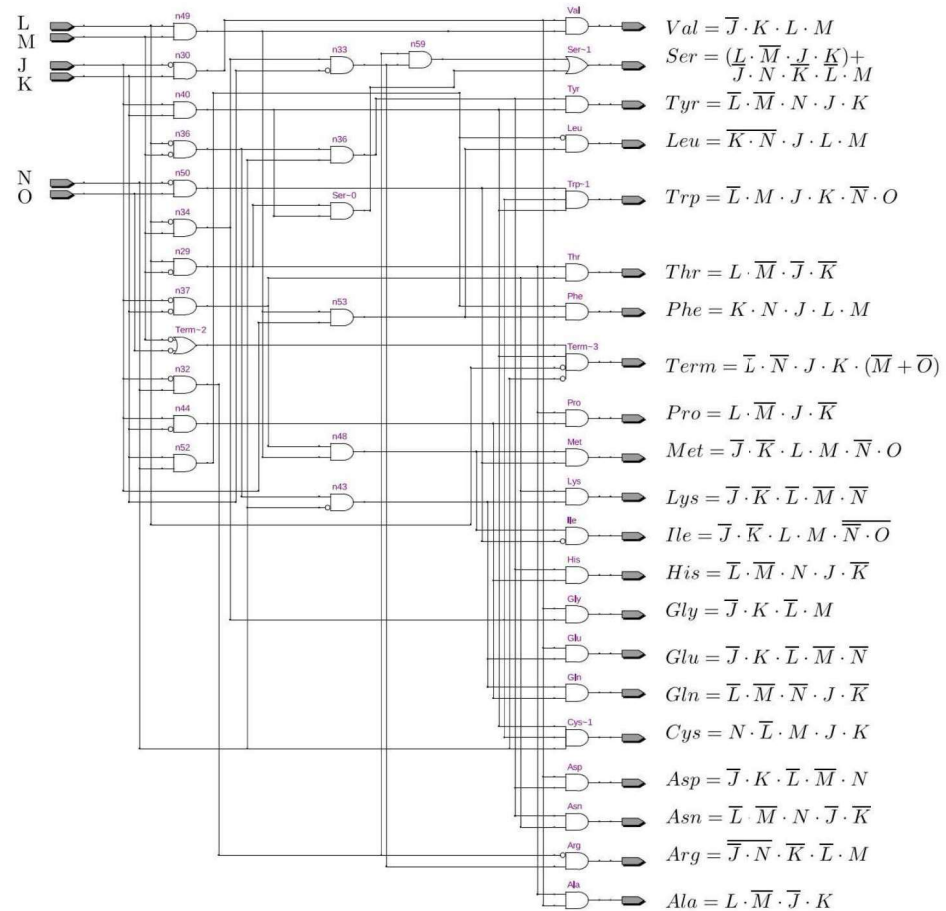 L
M
J
K
N
O
n49
n30
n40
n36
n50
n34
n29
n37
Term~2
n32
n44
n52
n33
n59
n36
Ser~0
n53
n48
n43
Val
Ser~1
Tyr
Leu
Trp~1
Thr
Phe
Term~3
Pro
Met
Lys
Ile
His
Gly
Glu
Gln
Cys~1
Asp
Asn
Arg
Ala
Val = J̅ · K · L · M
Ser = (L · M̅ · J · K)+
J̅ · N · K̅ · L̅ · M
Tyr = L̅ · M̅ · N · J · K
Leu = \overline{K · N} · J · L · M
Trp = L̅ · M · J · K · N̅ · O
Thr = L · M̅ · J̅ · K̅
Phe = K · N · J · L · M
Term = L̅ · N̅ · J · K · (M̅ + O̅)
Pro = L · M̅ · J · K̅
Met = J̅ · K̅ · L · M · N̅ · O
Lys = J̅ · K̅ · L̅ · M̅ · N̅
Ile = J̅ · K̅ · L · M · \overline{N̅ · O}
His = L̅ · M̅ · N · J · K̅
Gly = J̅ · K · L̅ · M
Glu = J̅ · K · L̅ · M̅ · N̅
Gln = L̅ · M̅ · N̅ · J · K̅
Cys = N · L̅ · M · J · K
Asp = J̅ · K · L̅ · M̅ · N
Asn = L̅ · M̅ · N · J̅ · K̅
Arg = \overline{J̅ · N} · K̅ · L̅ · M
Ala = L · M̅ · J̅ · K